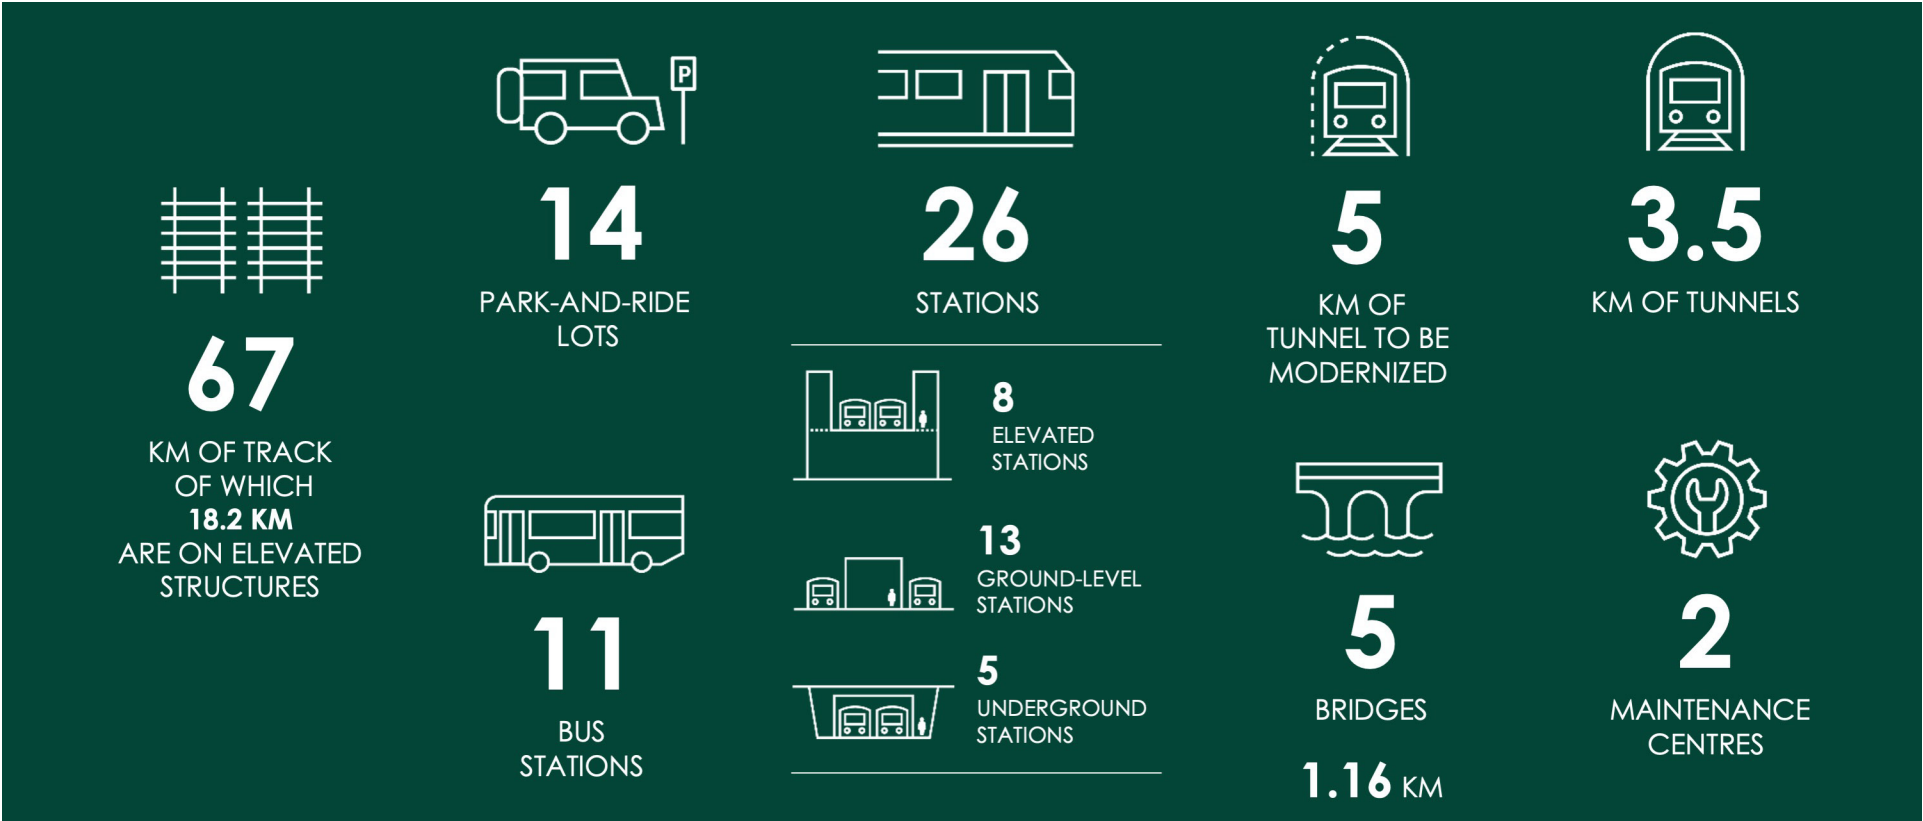 67
KM OF TRACK
OF WHICH
18.2 KM
ARE ON ELEVATED
STRUCTURES
P
14
PARK-AND-RIDE
LOTS
11
BUS
STATIONS
26
STATIONS
8
ELEVATED
STATIONS
13
GROUND-LEVEL
STATIONS
5
UNDERGROUND
STATIONS
5
KM OF
TUNNEL TO BE
MODERNIZED
5
BRIDGES
1.16 KM
3.5
KM OF TUNNELS
2
MAINTENANCE
CENTRES